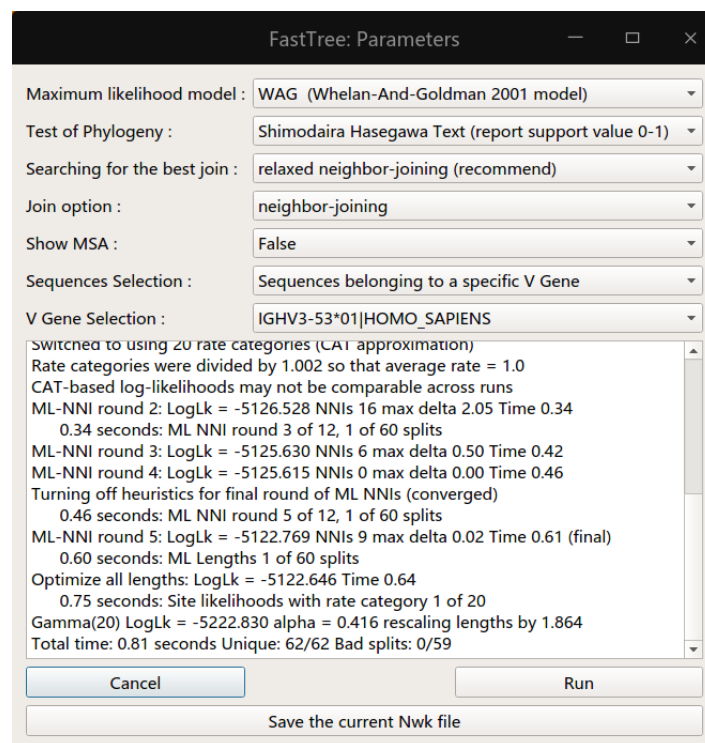 FastTree: Parameters
Maximum likelihood model : WAG (Whelan-And-Goldman 2001 model)
Test of Phylogeny : Shimodaira Hasegawa Text (report support value 0-1)
Searching for the best join : relaxed neighbor-joining (recommend)
Join option : neighbor-joining
Show MSA : False
Sequences Selection : Sequences belonging to a specific V Gene
V Gene Selection : IGHV3-53*01|HOMO_SAPIENS
Switched to using 20 rate categories (CAT approximation)
Rate categories were divided by 1.002 so that average rate = 1.0
CAT-based log-likelihoods may not be comparable across runs
ML-NNI round 2: LogLk = -5126.528 NNIs 16 max delta 2.05 Time 0.34
0.34 seconds: ML NNI round 3 of 12, 1 of 60 splits
ML-NNI round 3: LogLk = -5125.630 NNIs 6 max delta 0.50 Time 0.42
ML-NNI round 4: LogLk = -5125.615 NNIs 0 max delta 0.00 Time 0.46
Turning off heuristics for final round of ML NNIs (converged)
0.46 seconds: ML NNI round 5 of 12, 1 of 60 splits
ML-NNI round 5: LogLk = -5122.769 NNIs 9 max delta 0.02 Time 0.61 (final)
0.60 seconds: ML Lengths 1 of 60 splits
Optimize all lengths: LogLk = -5122.646 Time 0.64
0.75 seconds: Site likelihoods with rate category 1 of 20
Gamma(20) LogLk = -5222.830 alpha = 0.416 rescaling lengths by 1.864
Total time: 0.81 seconds Unique: 62/62 Bad splits: 0/59
Cancel Run
Save the current Nwk file